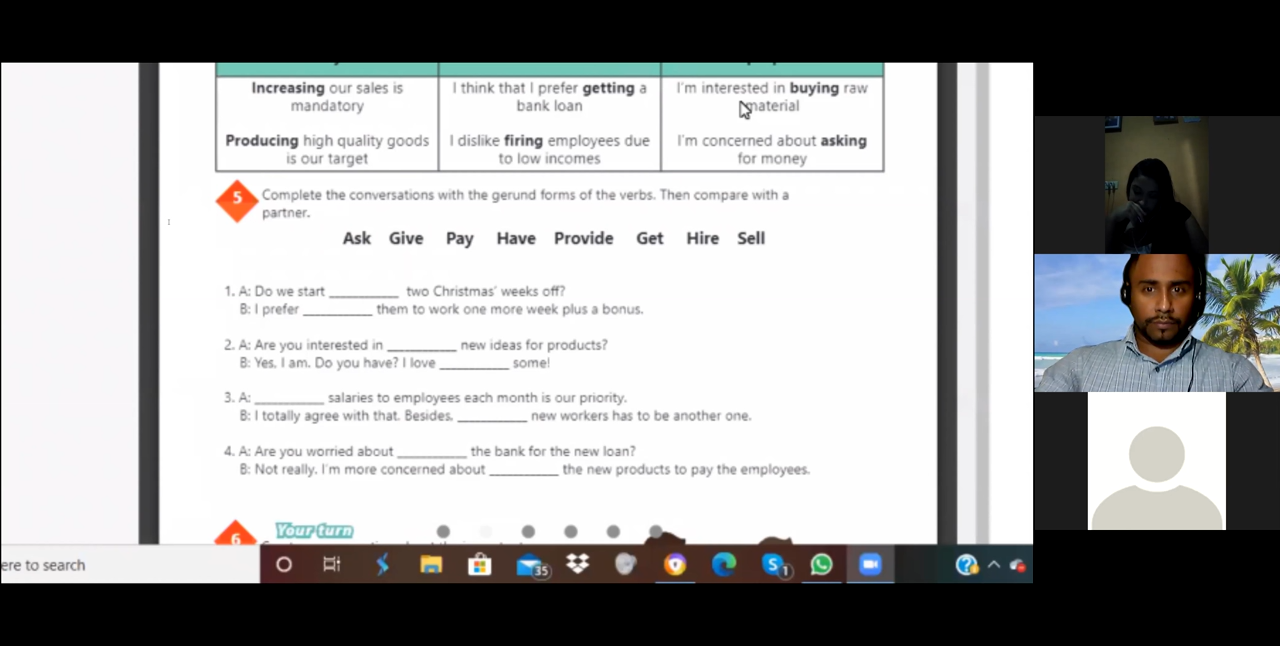 Increasing our sales is
mandatory
Producing high quality goods
is our target
I think that I prefer getting a
bank loan
I dislike firing employees due
to low incomes
I'm interested in buying raw
material
I'm concerned about asking
for money
5
Complete the conversations with the gerund forms of the verbs. Then compare with a
partner.
Ask Give Pay Have Provide Get Hire Sell
1. A: Do we start __________ two Christmas' weeks off?
B: I prefer __________ them to work one more week plus a bonus.
2. A: Are you interested in __________ new ideas for products?
B: Yes, I am. Do you have? I love __________ some!
3. A: __________ salaries to employees each month is our priority.
B: I totally agree with that. Besides, __________ new workers has to be another one.
4. A: Are you worried about __________ the bank for the new loan?
B: Not really. I'm more concerned about __________ the new products to pay the employees.
6
Your turn
ere to search
35
S 1